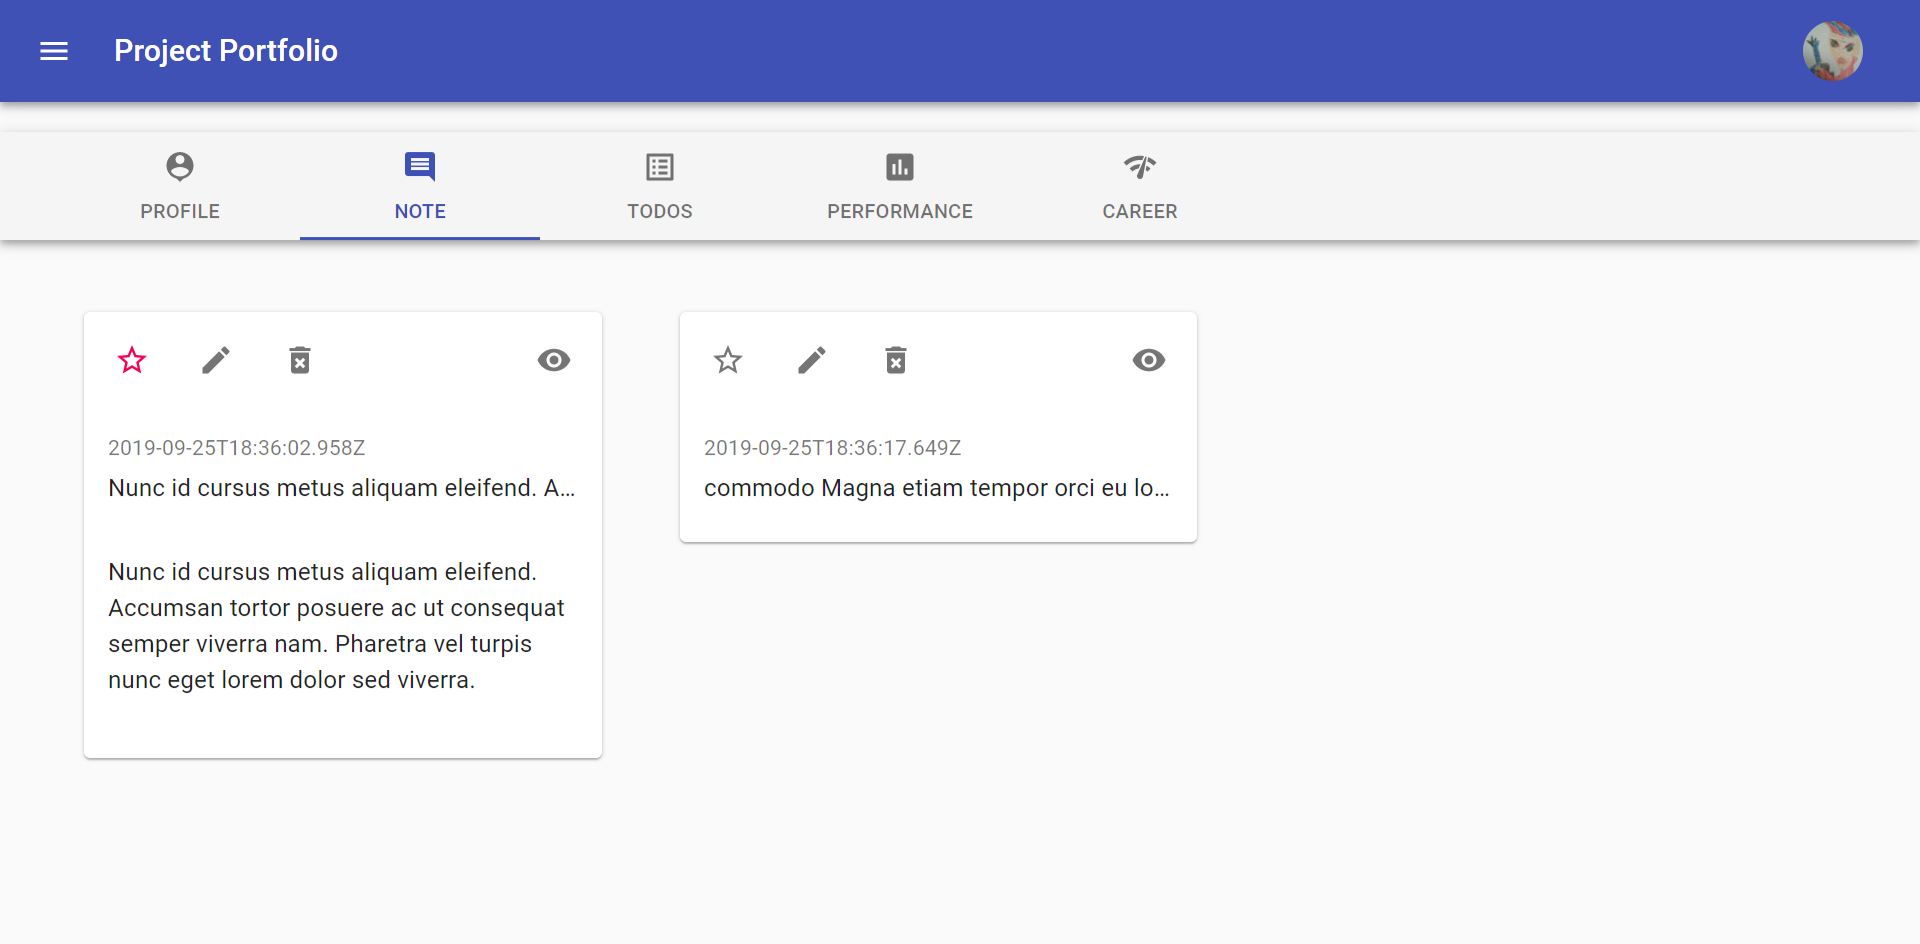 Project Portfolio
PROFILE
NOTE
TODOS
PERFORMANCE
CAREER
2019-09-25T18:36:02.958Z
Nunc id cursus metus aliquam eleifend. A...
Nunc id cursus metus aliquam eleifend.
Accumsan tortor posuere ac ut consequat
semper viverra nam. Pharetra vel turpis
nunc eget lorem dolor sed viverra.
2019-09-25T18:36:17.649Z
commodo Magna etiam tempor orci eu lo...